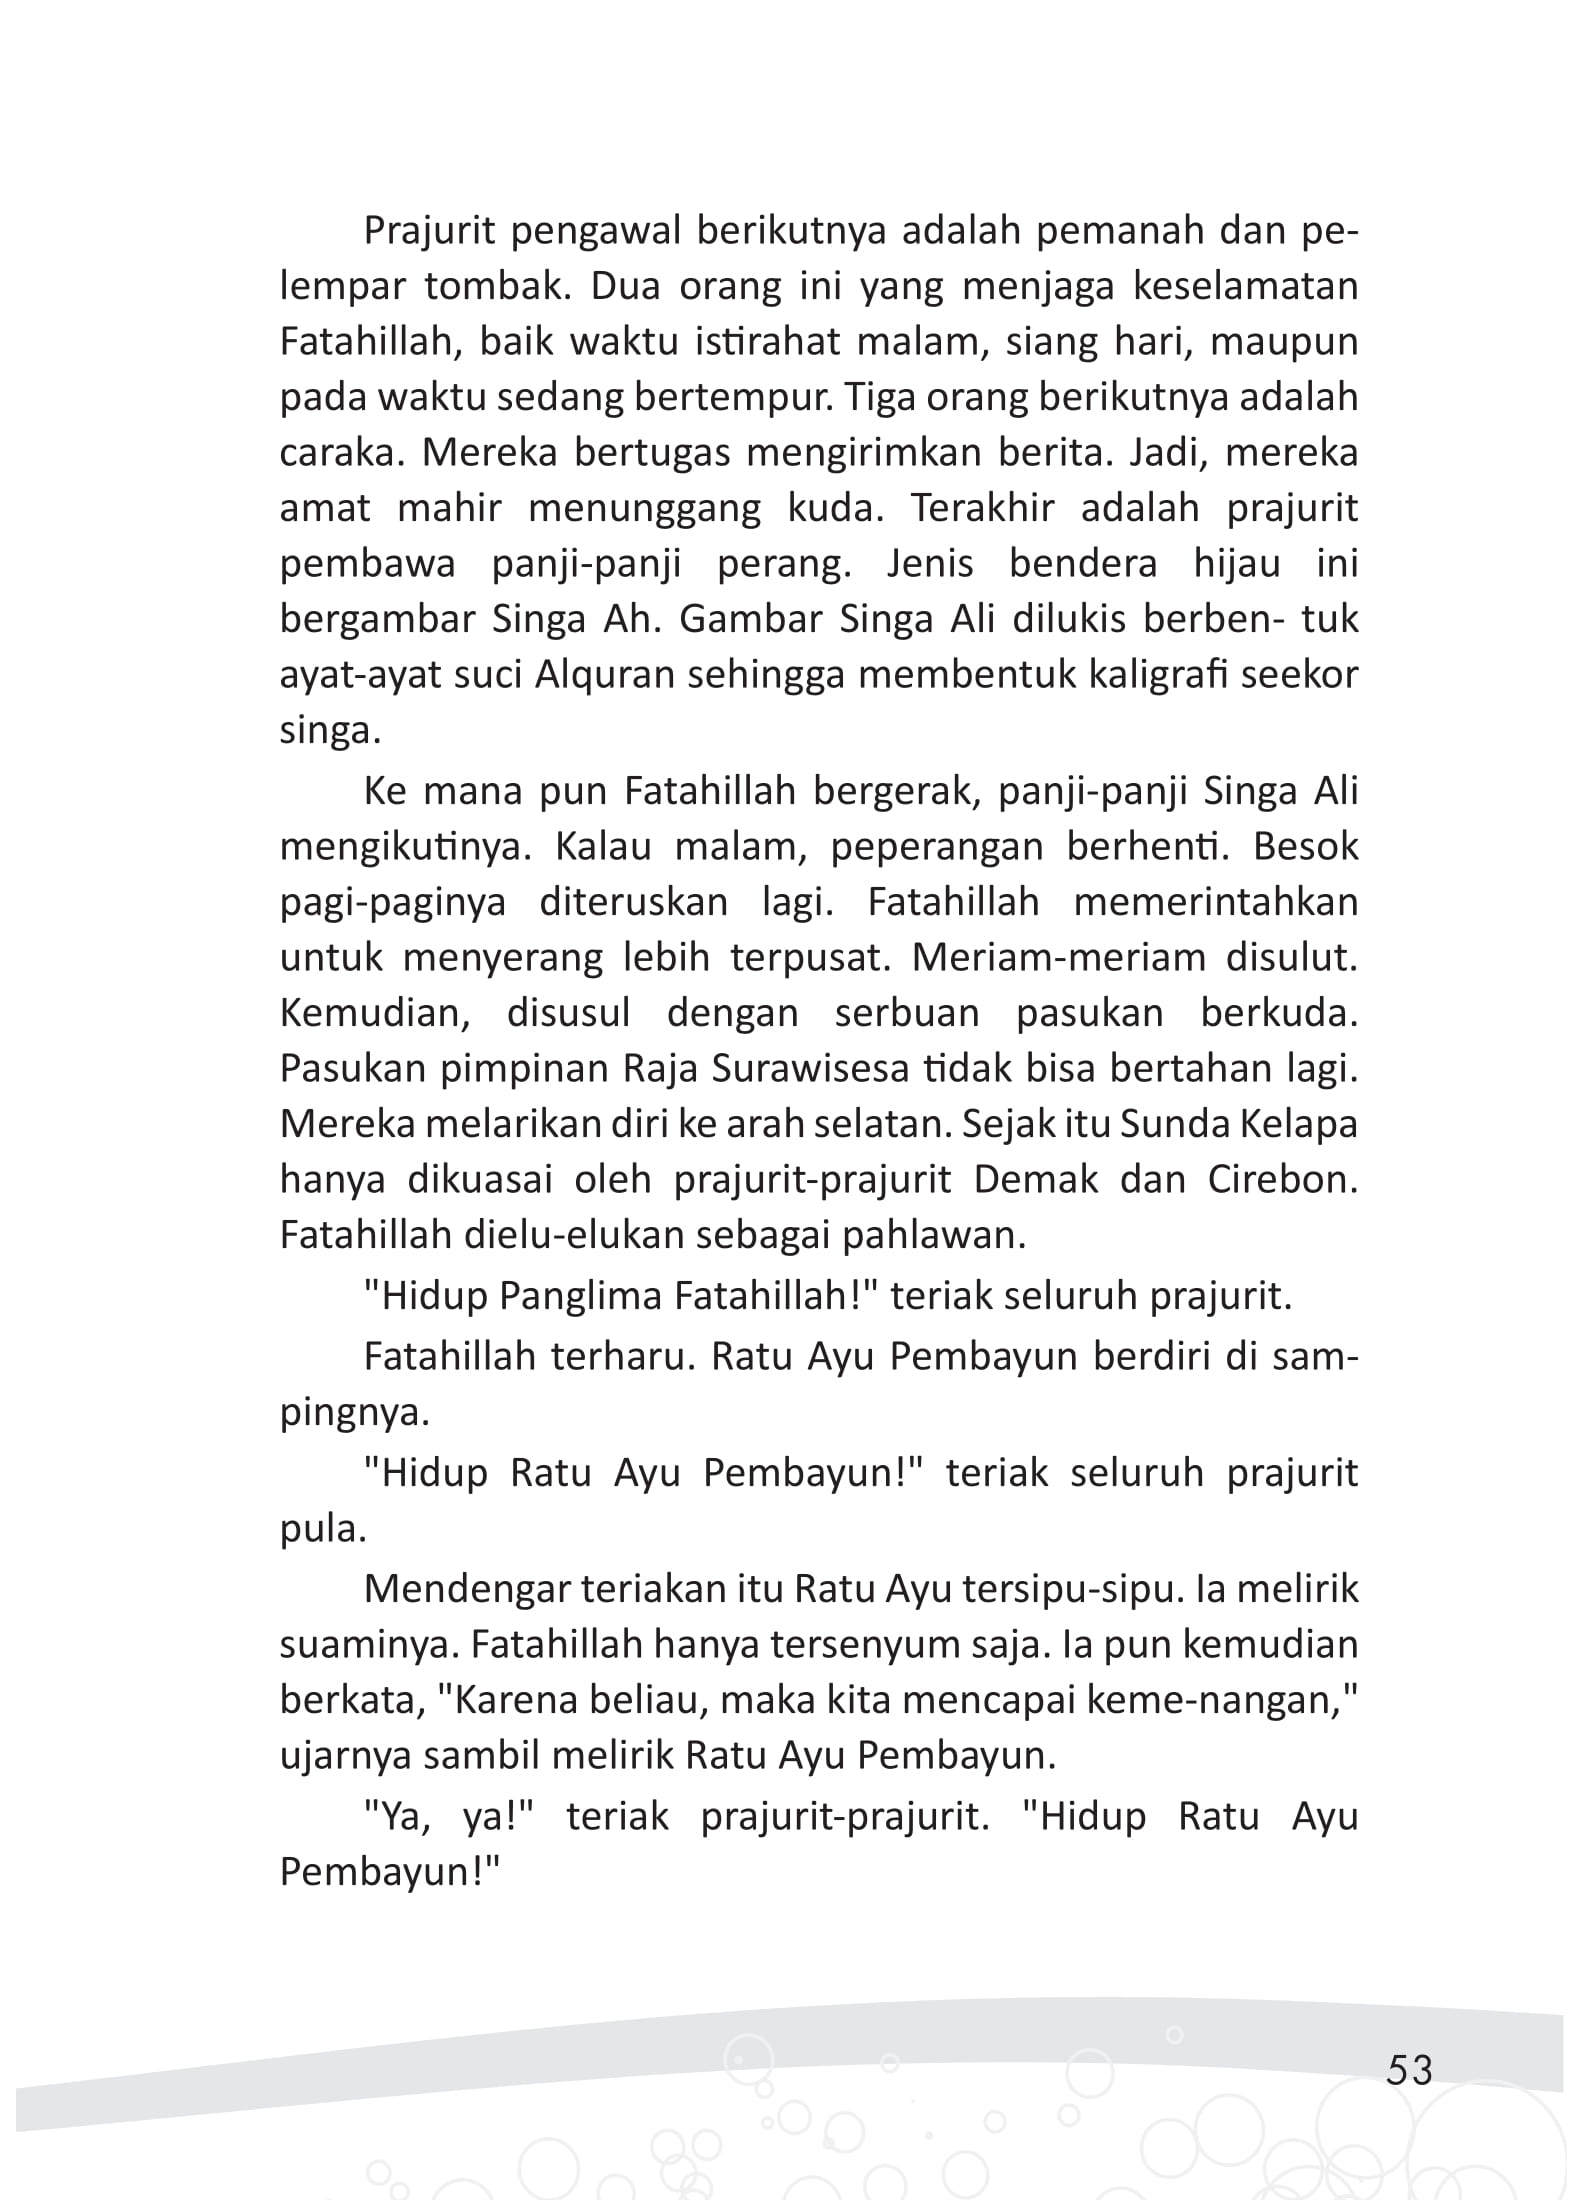 Prajurit pengawal berikutnya adalah pemanah dan pe-
lempar tombak. Dua orang ini yang menjaga keselamatan
Fatahillah, baik waktu istirahat malam, siang hari, maupun
pada waktu sedang bertempur. Tiga orang berikutnya adalah
caraka. Mereka bertugas mengirimkan berita. Jadi, mereka
amat mahir menunggang kuda. Terakhir adalah prajurit
pembawa panji-panji perang. Jenis bendera hijau ini
bergambar Singa Ah. Gambar Singa Ali dilukis berben- tuk
ayat-ayat suci Alquran sehingga membentuk kaligrafi seekor
singa.
Ke mana pun Fatahillah bergerak, panji-panji Singa Ali
mengikutinya. Kalau malam, peperangan berhenti. Besok
pagi-paginya diteruskan lagi. Fatahillah memerintahkan
untuk menyerang lebih terpusat. Meriam-meriam disulut.
Kemudian, disusul dengan serbuan pasukan berkuda.
Pasukan pimpinan Raja Surawisesa tidak bisa bertahan lagi.
Mereka melarikan diri ke arah selatan. Sejak itu Sunda Kelapa
hanya dikuasai oleh prajurit-prajurit Demak dan Cirebon.
Fatahillah dielu-elukan sebagai pahlawan.
"Hidup Panglima Fatahillah!" teriak seluruh prajurit.
Fatahillah terharu. Ratu Ayu Pembayun berdiri di sam-
pingnya.
"Hidup Ratu Ayu Pembayun!" teriak seluruh prajurit
pula.
Mendengar teriakan itu Ratu Ayu tersipu-sipu. Ia melirik
suaminya. Fatahillah hanya tersenyum saja. Ia pun kemudian
berkata, "Karena beliau, maka kita mencapai keme-nangan,"
ujarnya sambil melirik Ratu Ayu Pembayun.
"Ya, ya!" teriak prajurit-prajurit. "Hidup Ratu Ayu
Pembayun!"
53